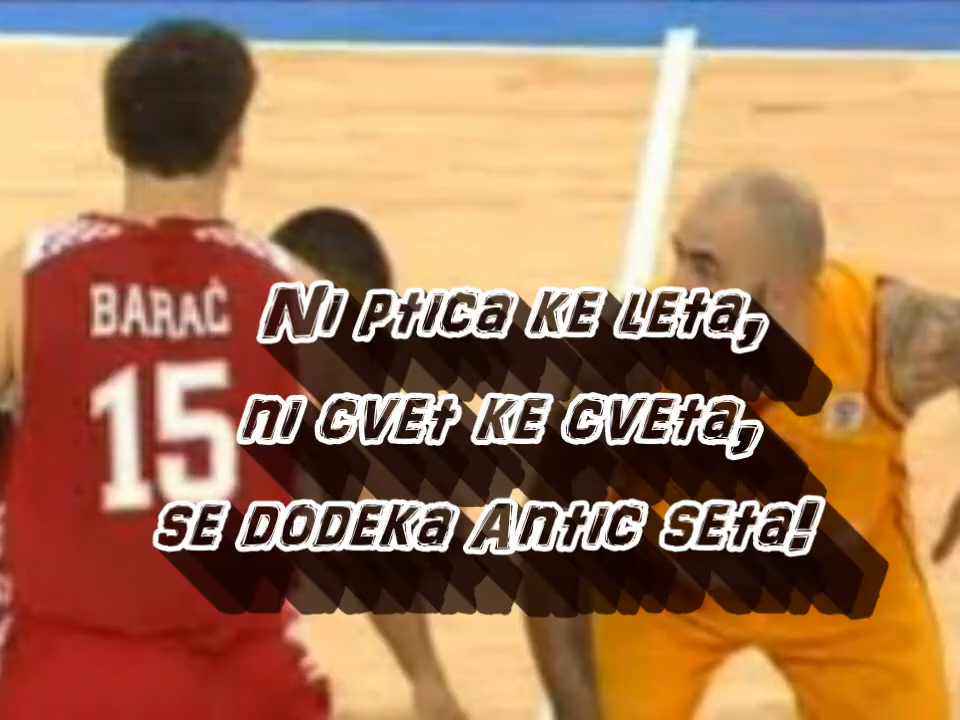 BARAĆ
15
Ni ptica ke leta,
ni cvet ke cveta,
se dodeka Antic seta!